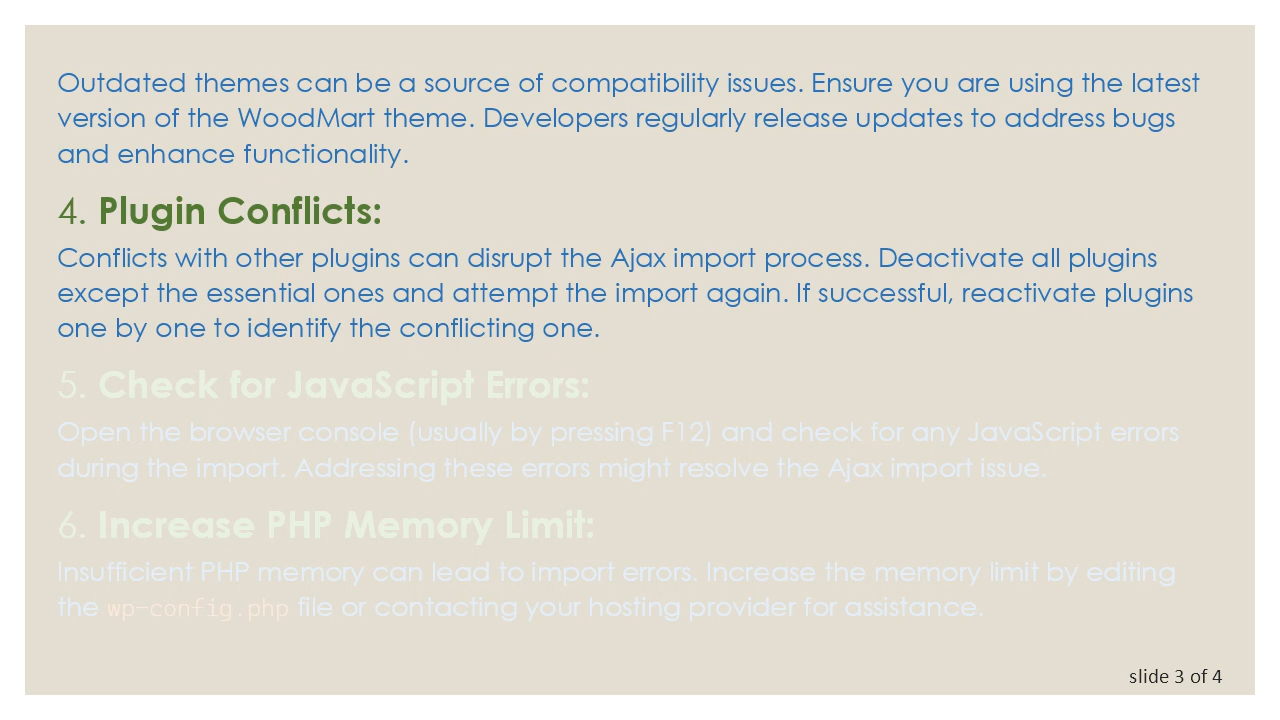 Outdated themes can be a source of compatibility issues. Ensure you are using the latest
version of the WoodMart theme. Developers regularly release updates to address bugs
and enhance functionality.
4. Plugin Conflicts:
Conflicts with other plugins can disrupt the Ajax import process. Deactivate all plugins
except the essential ones and attempt the import again. If successful, reactivate plugins
one by one to identify the conflicting one.
5. Check for JavaScript Errors:
Open the browser console (usually by pressing F12) and check for any JavaScript errors
during the import. Addressing these errors might resolve the Ajax import issue.
6. Increase PHP Memory Limit:
Insufficient PHP memory can lead to import errors. Increase the memory limit by editing
the wp-config.php file or contacting your hosting provider for assistance.
slide 3 of 4